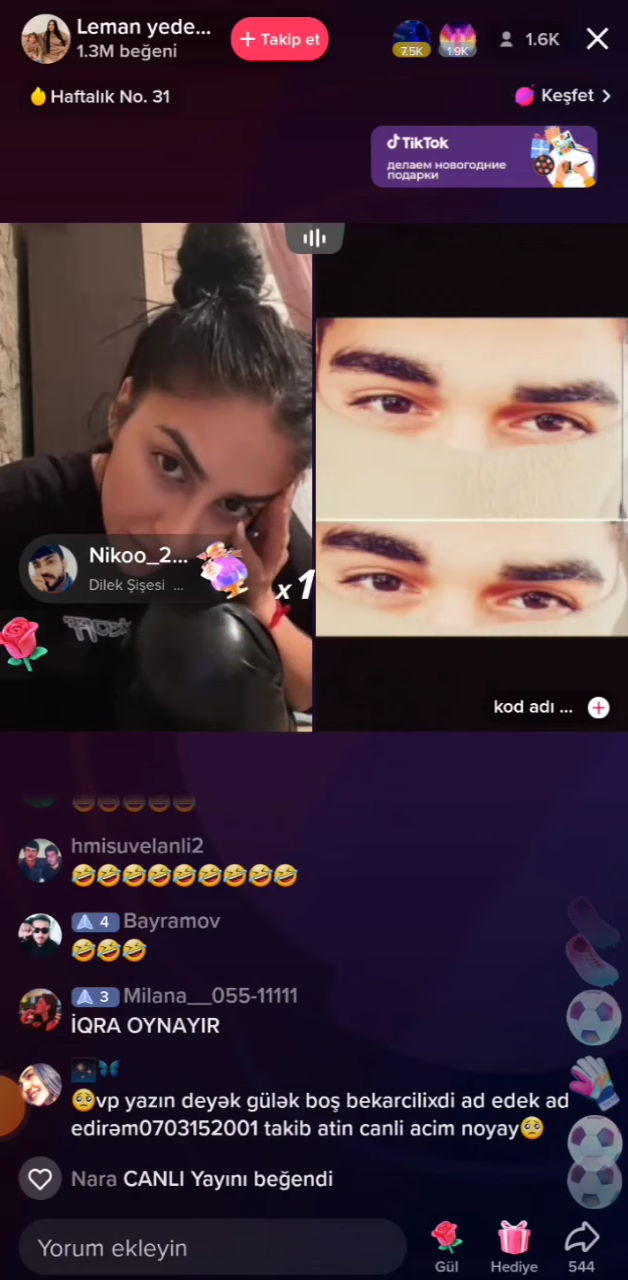 Leman yede...
1.3M beğeni
+ Takip et
7.5K
1.9K
1.6K
Haftalık No. 31
Keşfet >
TikTok
делаем новогодние
подарки
Nikoo_2...
Dilek Şişesi ...
x1
kod adı ...
🤣🤣🤣🤣🤣
hmisuvelanli2
🤣🤣🤣🤣🤣🤣🤣🤣🤣
4 Bayramov
🤣🤣🤣
3 Milana__055-11111
İQRA OYNAYIR
🦋
🥺vp yazın deyək gülək boş bekarcilixdi ad edek ad
edirəm0703152001 takib atin canli acim noyay🥺
Nara CANLI Yayını beğendi
Yorum ekleyin
Gül
Hediye
544